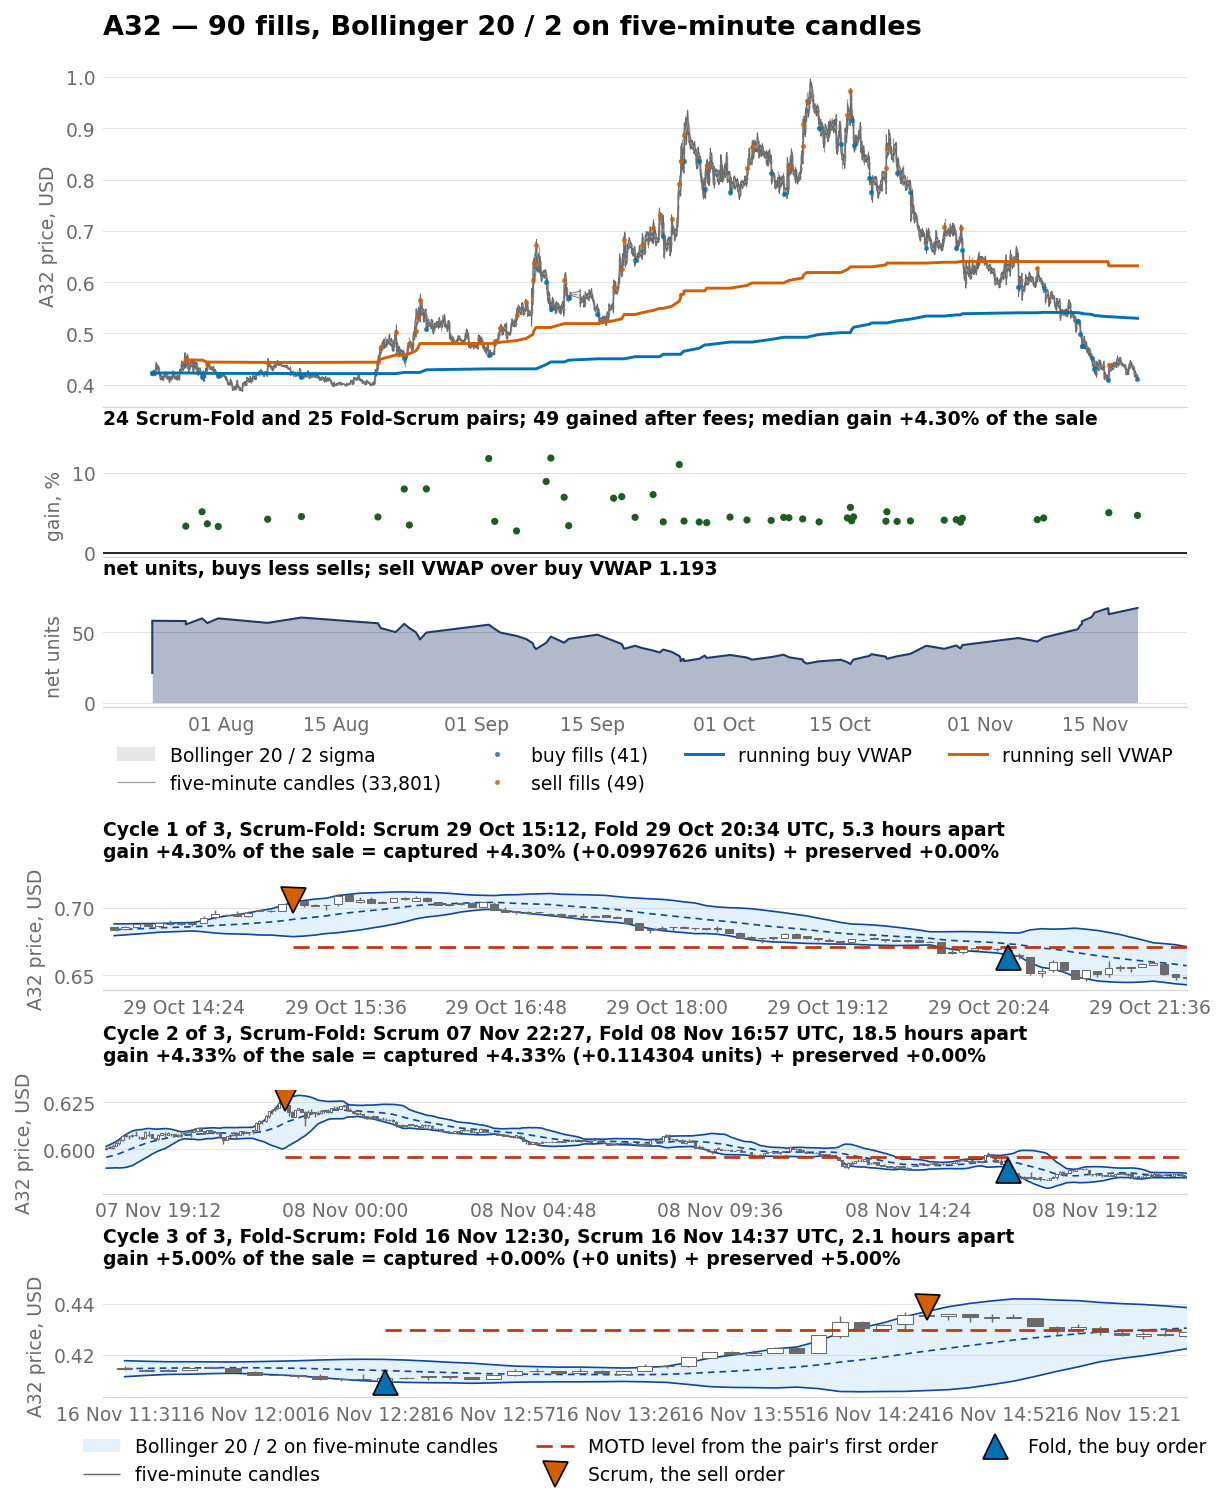 A32 — 90 fills, Bollinger 20 / 2 on five-minute candles
1.0
0.9
0.8
0.7
0.6
0.5
0.4
A32 price, USD
24 Scrum-Fold and 25 Fold-Scrum pairs; 49 gained after fees; median gain +4.30% of the sale
10
0
gain, %
net units, buys less sells; sell VWAP over buy VWAP 1.193
50
0
net units
01 Aug 15 Aug 01 Sep 15 Sep 01 Oct 15 Oct 01 Nov 15 Nov
Bollinger 20 / 2 sigma buy fills (41) running buy VWAP running sell VWAP
five-minute candles (33,801) sell fills (49)
Cycle 1 of 3, Scrum-Fold: Scrum 29 Oct 15:12, Fold 29 Oct 20:34 UTC, 5.3 hours apart
gain +4.30% of the sale = captured +4.30% (+0.0997626 units) + preserved +0.00%
0.70
0.65
A32 price, USD
29 Oct 14:24 29 Oct 15:36 29 Oct 16:48 29 Oct 18:00 29 Oct 19:12 29 Oct 20:24 29 Oct 21:36
Cycle 2 of 3, Scrum-Fold: Scrum 07 Nov 22:27, Fold 08 Nov 16:57 UTC, 18.5 hours apart
gain +4.33% of the sale = captured +4.33% (+0.114304 units) + preserved +0.00%
0.625
0.600
A32 price, USD
07 Nov 19:12 08 Nov 00:00 08 Nov 04:48 08 Nov 09:36 08 Nov 14:24 08 Nov 19:12
Cycle 3 of 3, Fold-Scrum: Fold 16 Nov 12:30, Scrum 16 Nov 14:37 UTC, 2.1 hours apart
gain +5.00% of the sale = captured +0.00% (+0 units) + preserved +5.00%
0.44
0.42
A32 price, USD
16 Nov 11:31 16 Nov 12:00 16 Nov 12:28 16 Nov 12:57 16 Nov 13:26 16 Nov 13:55 16 Nov 14:24 16 Nov 14:52 16 Nov 15:21
Bollinger 20 / 2 on five-minute candles MOTD level from the pair's first order Fold, the buy order
five-minute candles Scrum, the sell order